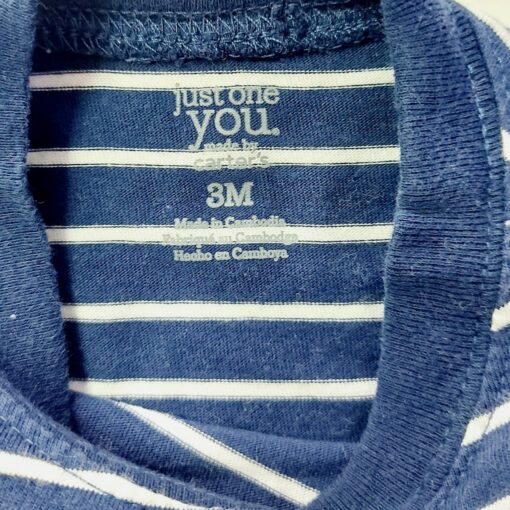 just one
you.
made by
carter's
3M
Made in Cambodia
Fabriqué au Cambodge
Hecho en Camboya